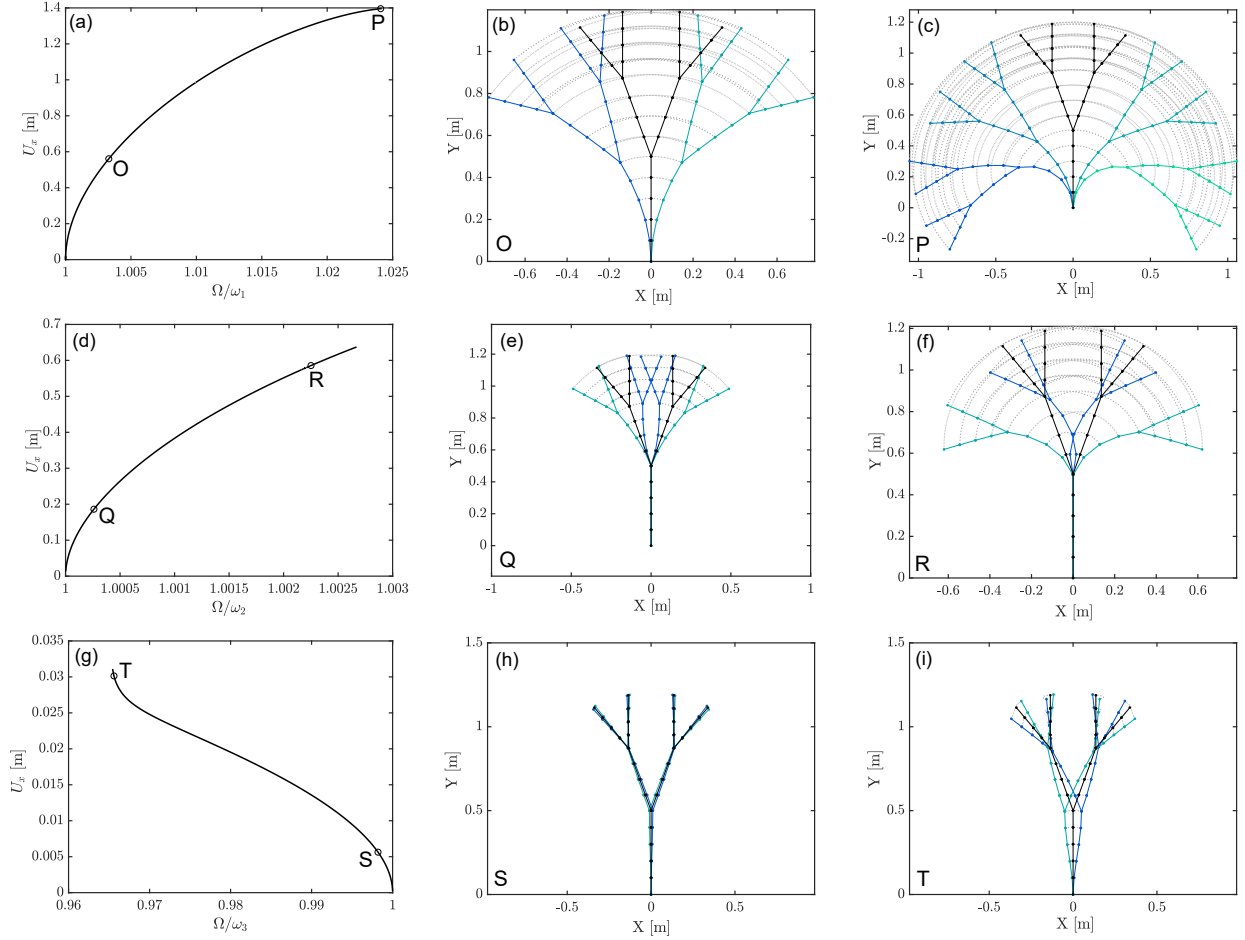 (a)
P
O
U_x [m]
0
0.2
0.4
0.6
0.8
1
1.2
1.4
1
1.005
1.01
1.015
1.02
1.025
Ω/ω_1
(b)
O
Y [m]
0
0.2
0.4
0.6
0.8
1
-0.6
-0.4
-0.2
0
0.2
0.4
0.6
X [m]
(c)
P
Y [m]
-0.2
0
0.2
0.4
0.6
0.8
1
1.2
-1
-0.5
0
0.5
1
X [m]
(d)
R
Q
U_x [m]
0
0.1
0.2
0.3
0.4
0.5
0.6
0.7
1
1.0005
1.001
1.0015
1.002
1.0025
1.003
Ω/ω_2
(e)
Q
Y [m]
0
0.2
0.4
0.6
0.8
1
1.2
-1
-0.5
0
0.5
1
X [m]
(f)
R
Y [m]
0
0.2
0.4
0.6
0.8
1
1.2
-0.6
-0.4
-0.2
0
0.2
0.4
0.6
X [m]
(g)
T
S
U_x [m]
0
0.005
0.01
0.015
0.02
0.025
0.03
0.035
0.96
0.97
0.98
0.99
1
Ω/ω_3
(h)
S
Y [m]
0
0.5
1
1.5
-0.5
0
0.5
X [m]
(i)
T
Y [m]
0
0.5
1
1.5
-0.5
0
0.5
X [m]